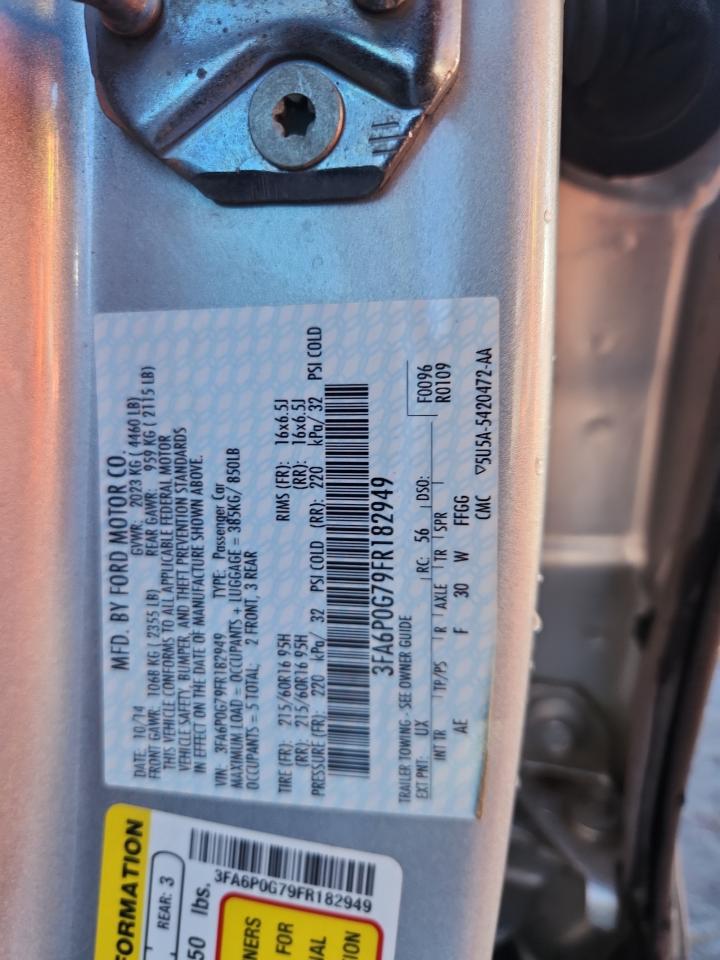 MFD. BY FORD MOTOR CO.
DATE: 10/14 GVWR: 2023 KG ( 4460 LB)
FRONT GAWR: 1068 KG ( 2355 LB) REAR GAWR: 959 KG ( 2115 LB)
THIS VEHICLE CONFORMS TO ALL APPLICABLE FEDERAL MOTOR
VEHICLE SAFETY, BUMPER, AND THEFT PREVENTION STANDARDS
IN EFFECT ON THE DATE OF MANUFACTURE SHOWN ABOVE.
VIN: 3FA6P0G79FR182949 TYPE: Passenger Car
MAXIMUM LOAD = OCCUPANTS + LUGGAGE = 385KG/ 850LB
OCCUPANTS = 5 TOTAL; 2 FRONT, 3 REAR
TIRE (FR): 215/60R16 95H RIMS (FR): 16x6.5J
(RR): 215/60R16 95H (RR): 16x6.5J
PRESSURE (FR): 220 kPa/ 32 PSI COLD (RR): 220 kPa/ 32 PSI COLD
3FA6P0G79FR182949
TRAILER TOWING - SEE OWNER GUIDE F0096
EXT PNT: UX RC: 56 DSO: R0109
INT TR TP/PS R AXLE TR SPR
AE F 30 W FFGG
CMC ▽5U5A-5420472-AA
FORMATION
REAR: 3
50 lbs.
3FA6P0G79FR182949
NERS
FOR
NAL
ION